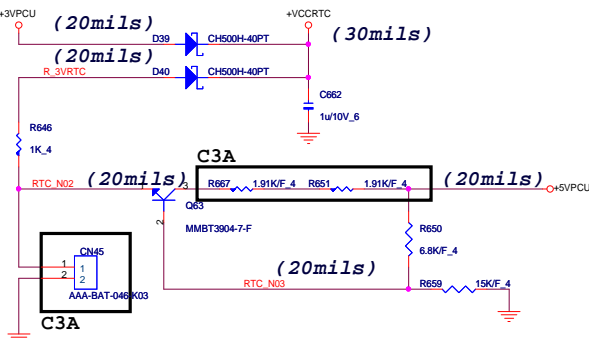 +3VPCU
(20mils)
+VCCRTC
(30mils)
D39
CH500H-40PT
(20mils)
R_3VRTC
D40
CH500H-40PT
C662
1u/10V_6
R646
1K_4
C3A
RTC_N02
(20mils)
1
3
R667
1.91K/F_4
R651
1.91K/F_4
(20mils)
+5VPCU
Q63
2
MMBT3904-7-F
R650
6.8K/F_4
CN45
1
1
2
2
AAA-BAT-046-K03
(20mils)
RTC_N03
R659
15K/F_4
C3A